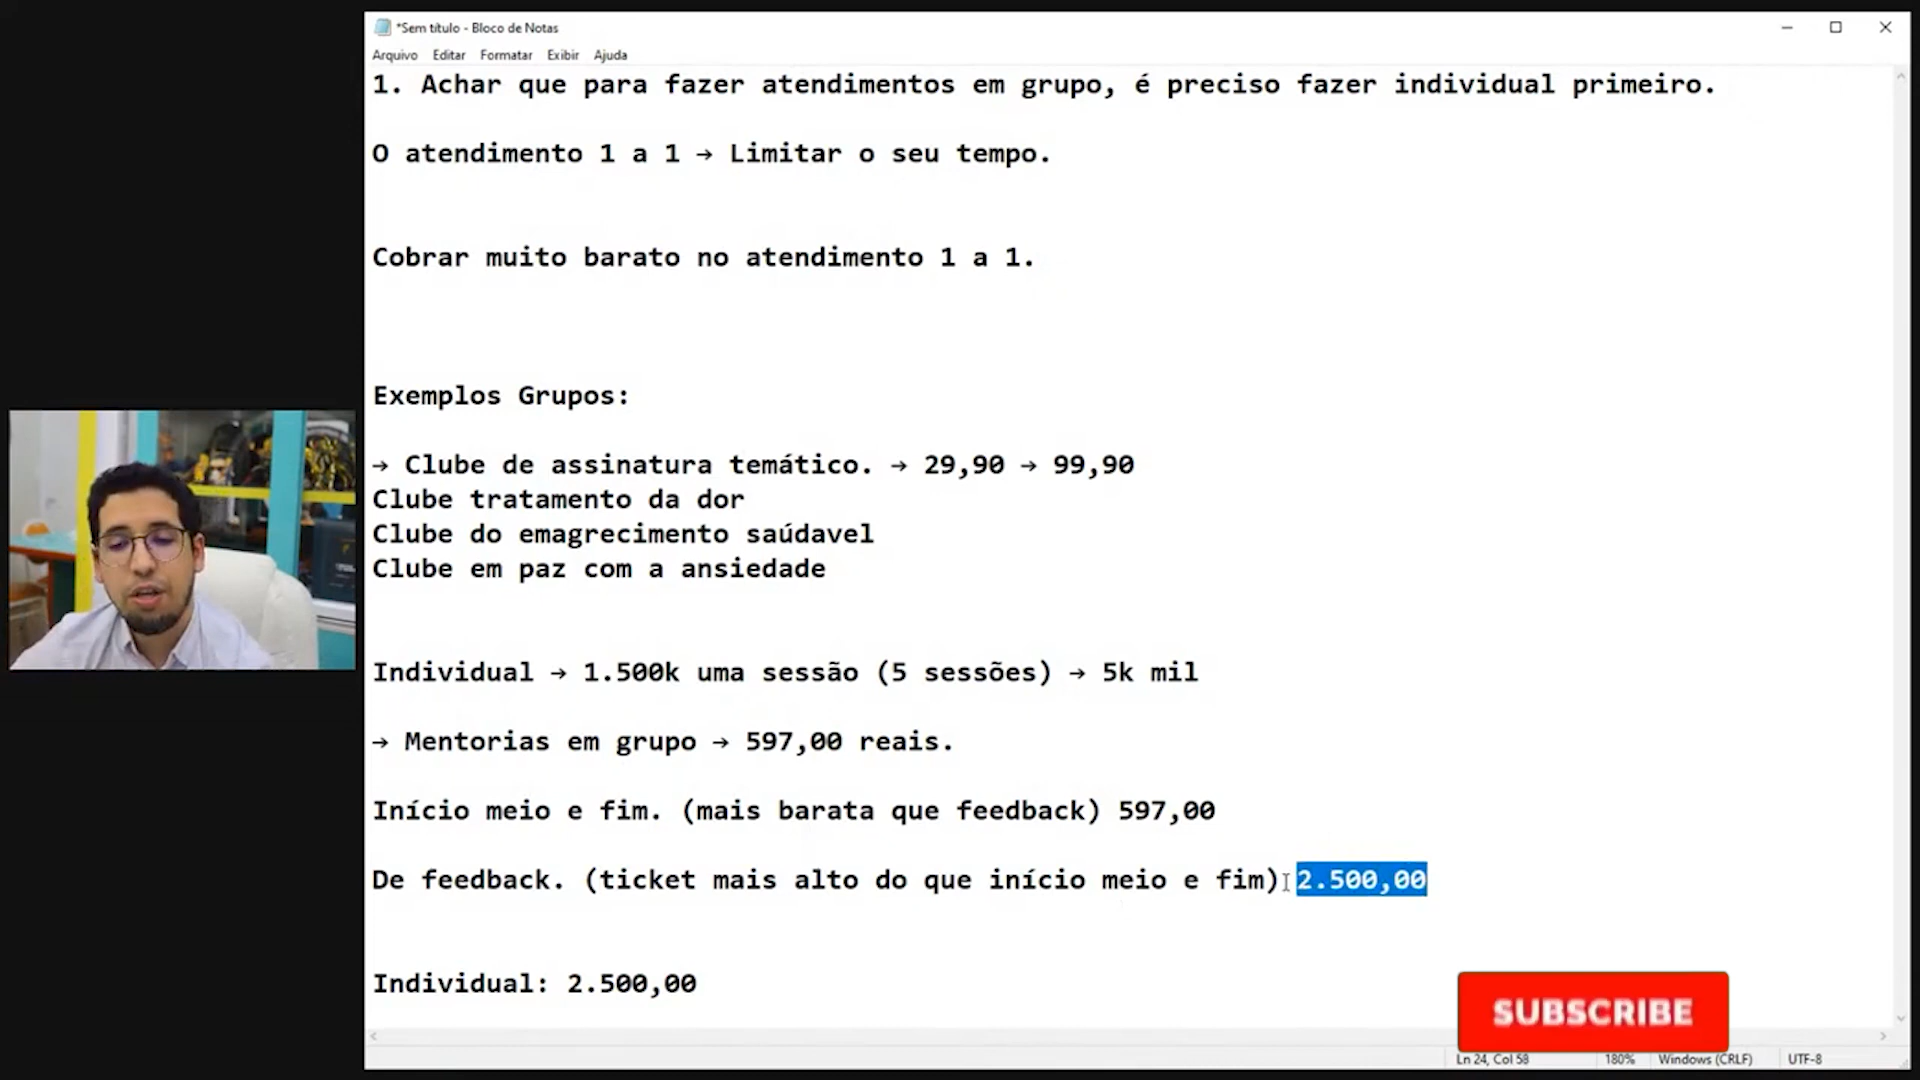 *Sem título - Bloco de Notas
Arquivo Editar Formatar Exibir Ajuda
1. Achar que para fazer atendimentos em grupo, é preciso fazer individual primeiro.
O atendimento 1 a 1 → Limitar o seu tempo.
Cobrar muito barato no atendimento 1 a 1.
Exemplos Grupos:
→ Clube de assinatura temático. → 29,90 → 99,90
Clube tratamento da dor
Clube do emagrecimento saúdavel
Clube em paz com a ansiedade
Individual → 1.500k uma sessão (5 sessões) → 5k mil
→ Mentorias em grupo → 597,00 reais.
Início meio e fim. (mais barata que feedback) 597,00
De feedback. (ticket mais alto do que início meio e fim) 2.500,00
Individual: 2.500,00
SUBSCRIBE
Ln 24, Col 58 180% Windows (CRLF) UTF-8